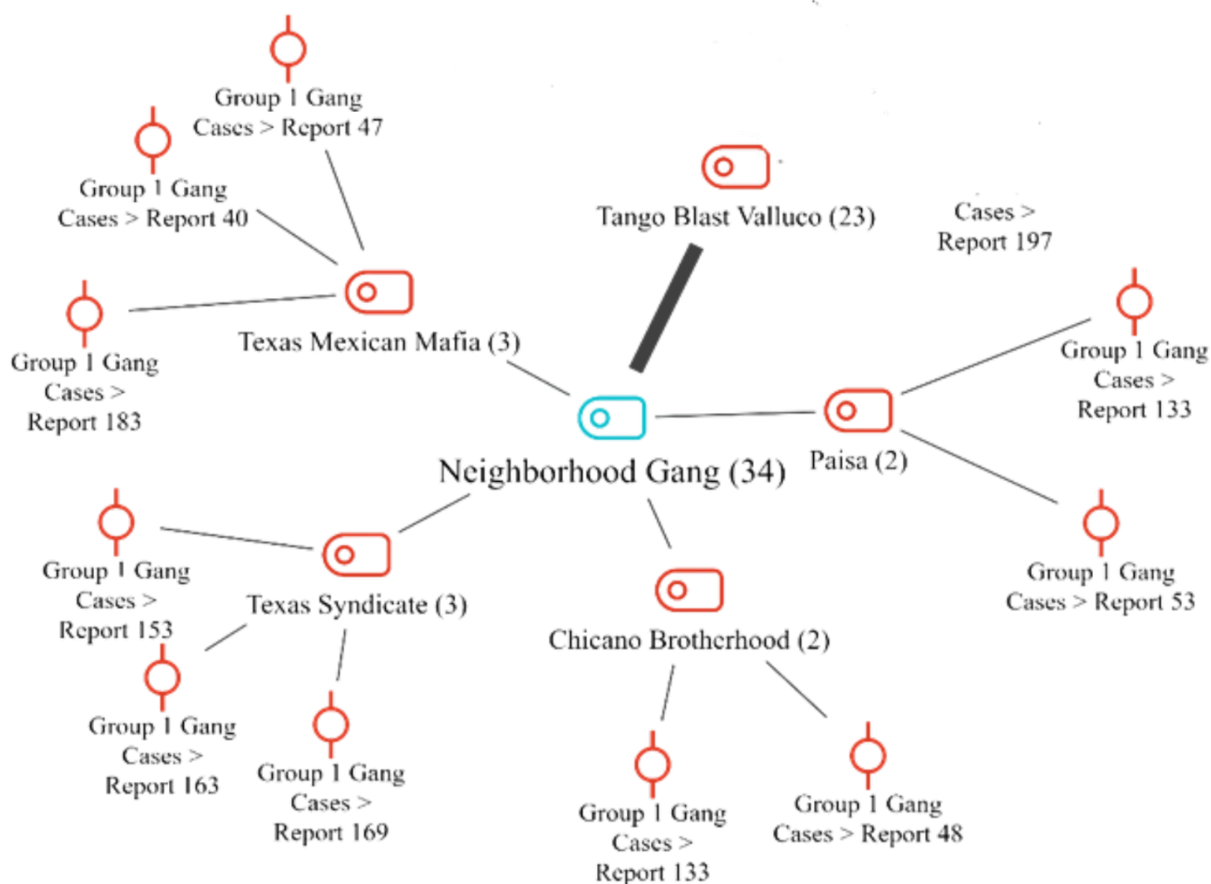 Group 1 Gang
Cases > Report 47
Group 1 Gang
Cases > Report 40
Tango Blast Valluco (23)
Cases >
Report 197
Texas Mexican Mafia (3)
Group 1 Gang
Cases >
Report 183
Group 1 Gang
Cases >
Report 133
Neighborhood Gang (34)
Paisa (2)
Group 1 Gang
Cases >
Report 153
Texas Syndicate (3)
Group 1 Gang
Cases > Report 53
Chicano Brotherhood (2)
Group 1 Gang
Cases >
Report 163
Group 1 Gang
Cases >
Report 169
Group 1 Gang
Cases >
Report 133
Group 1 Gang
Cases > Report 48